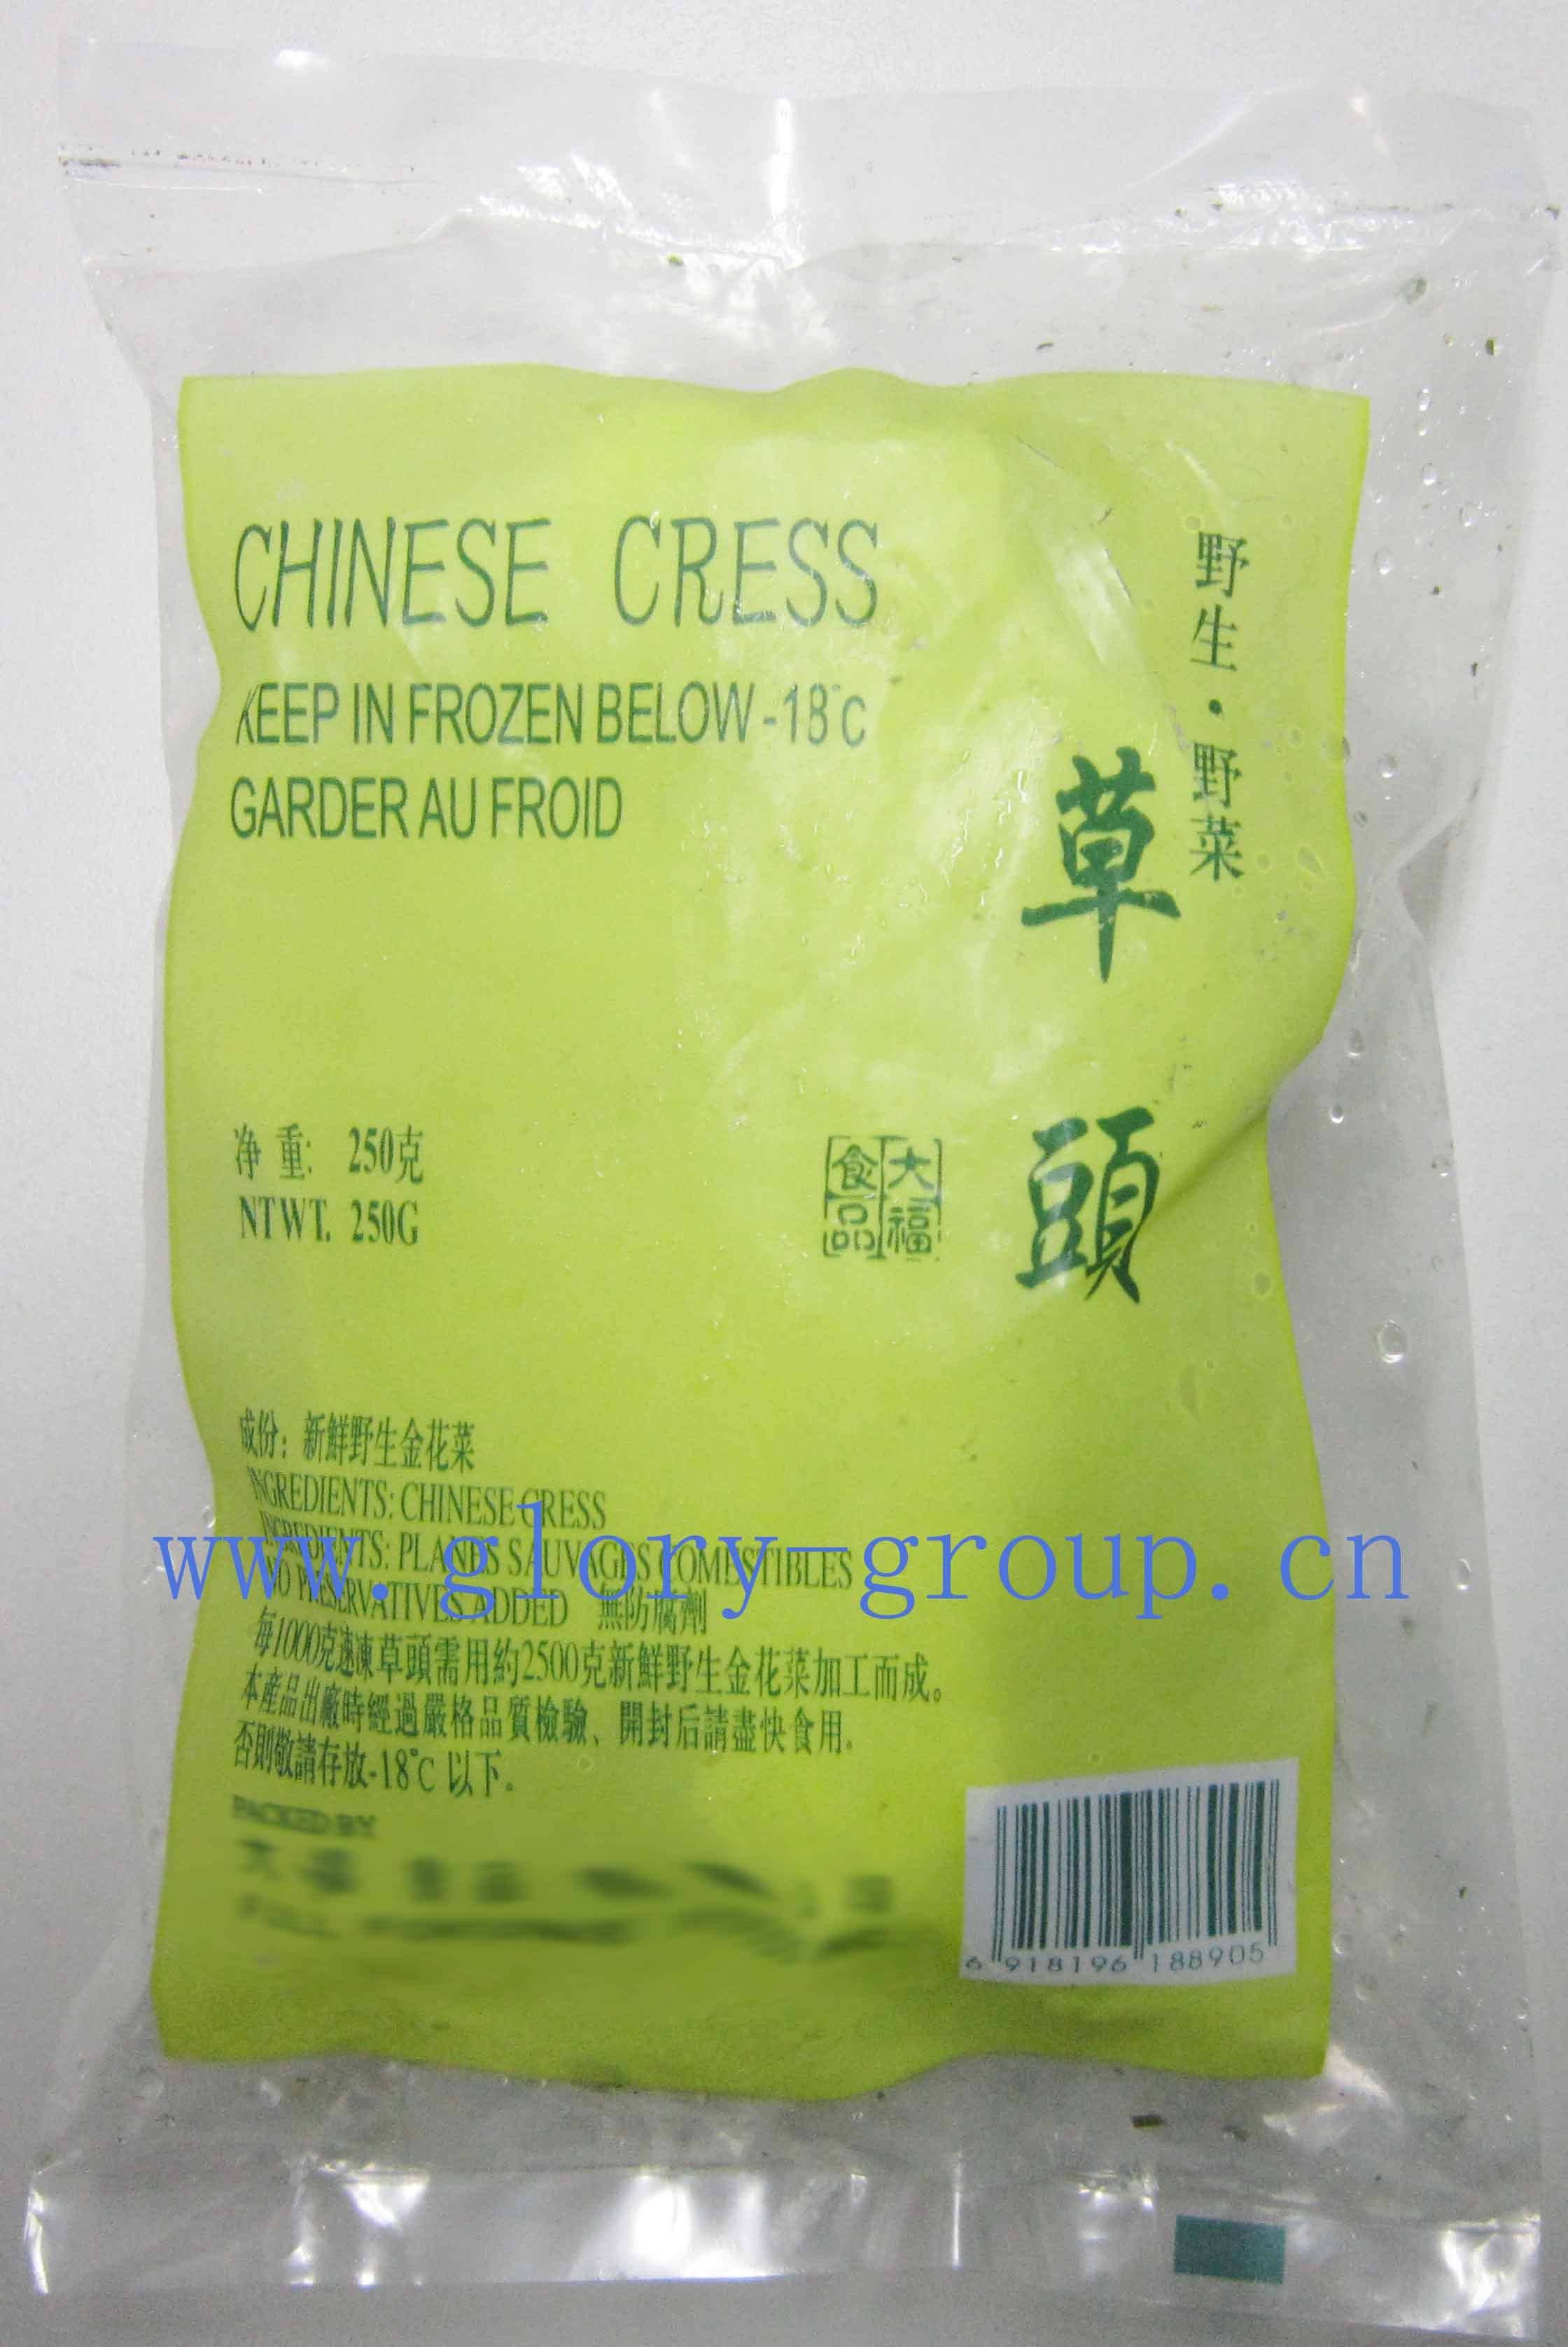 CHINESE CRESS
KEEP IN FROZEN BELOW -18°C
GARDER AU FROID
野生·野菜
草頭
大福食品
净重: 250克
NTWT. 250G
成份：新鮮野生金花菜
INGREDIENTS: CHINESE CRESS
INGREDIENTS: PLANES SAUVAGES COMESTIBLES
www.glory-group.cn
NO PRESERVATIVES ADDED 無防腐劑
每1000克速凍草頭需用約2500克新鮮野生金花菜加工而成。
本產品出廠時經過嚴格品質檢驗、開封后請盡快食用。
否則敬請存放-18°C以下。
PACKED BY
6 918196 188905